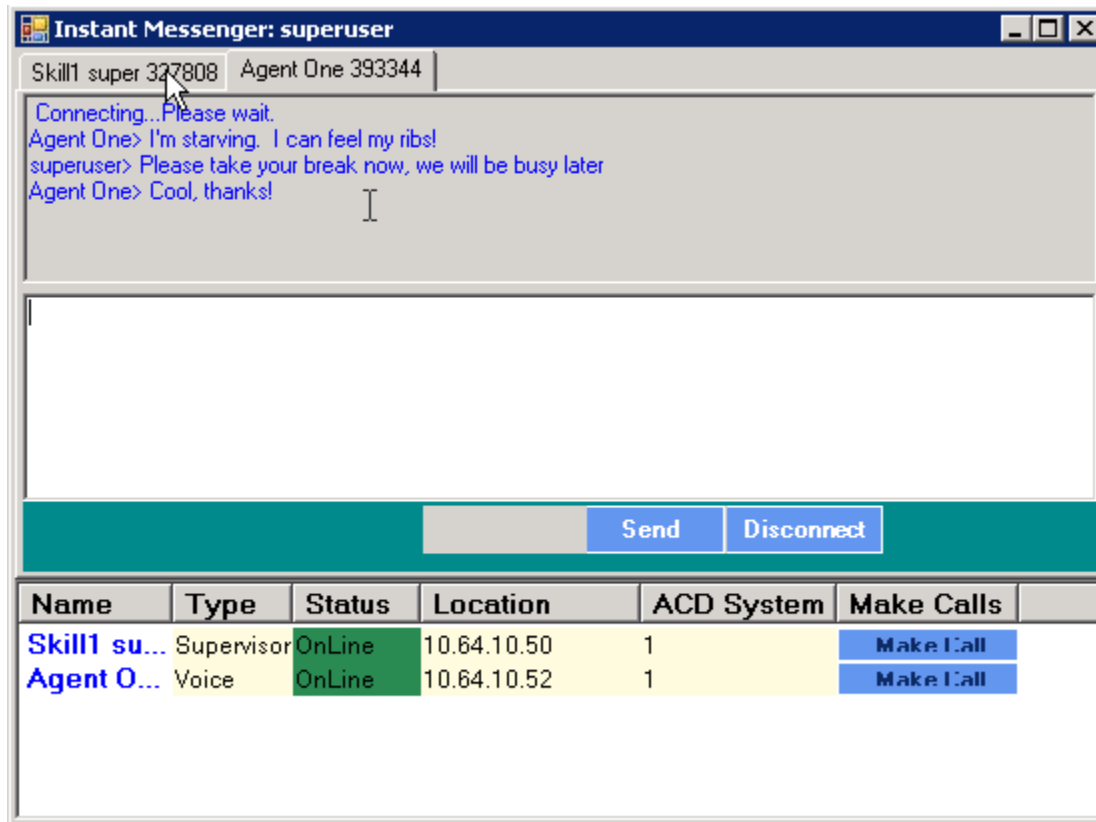 Instant Messenger: superuser
Skill1 super 327808 Agent One 393344
Connecting...Please wait.
Agent One> I'm starving.  I can feel my ribs!
superuser> Please take your break now, we will be busy later
Agent One> Cool, thanks!
Send Disconnect
Name Type Status Location ACD System Make Calls
Skill1 su... Supervisor OnLine 10.64.10.50 1 Make Call
Agent O... Voice OnLine 10.64.10.52 1 Make Call